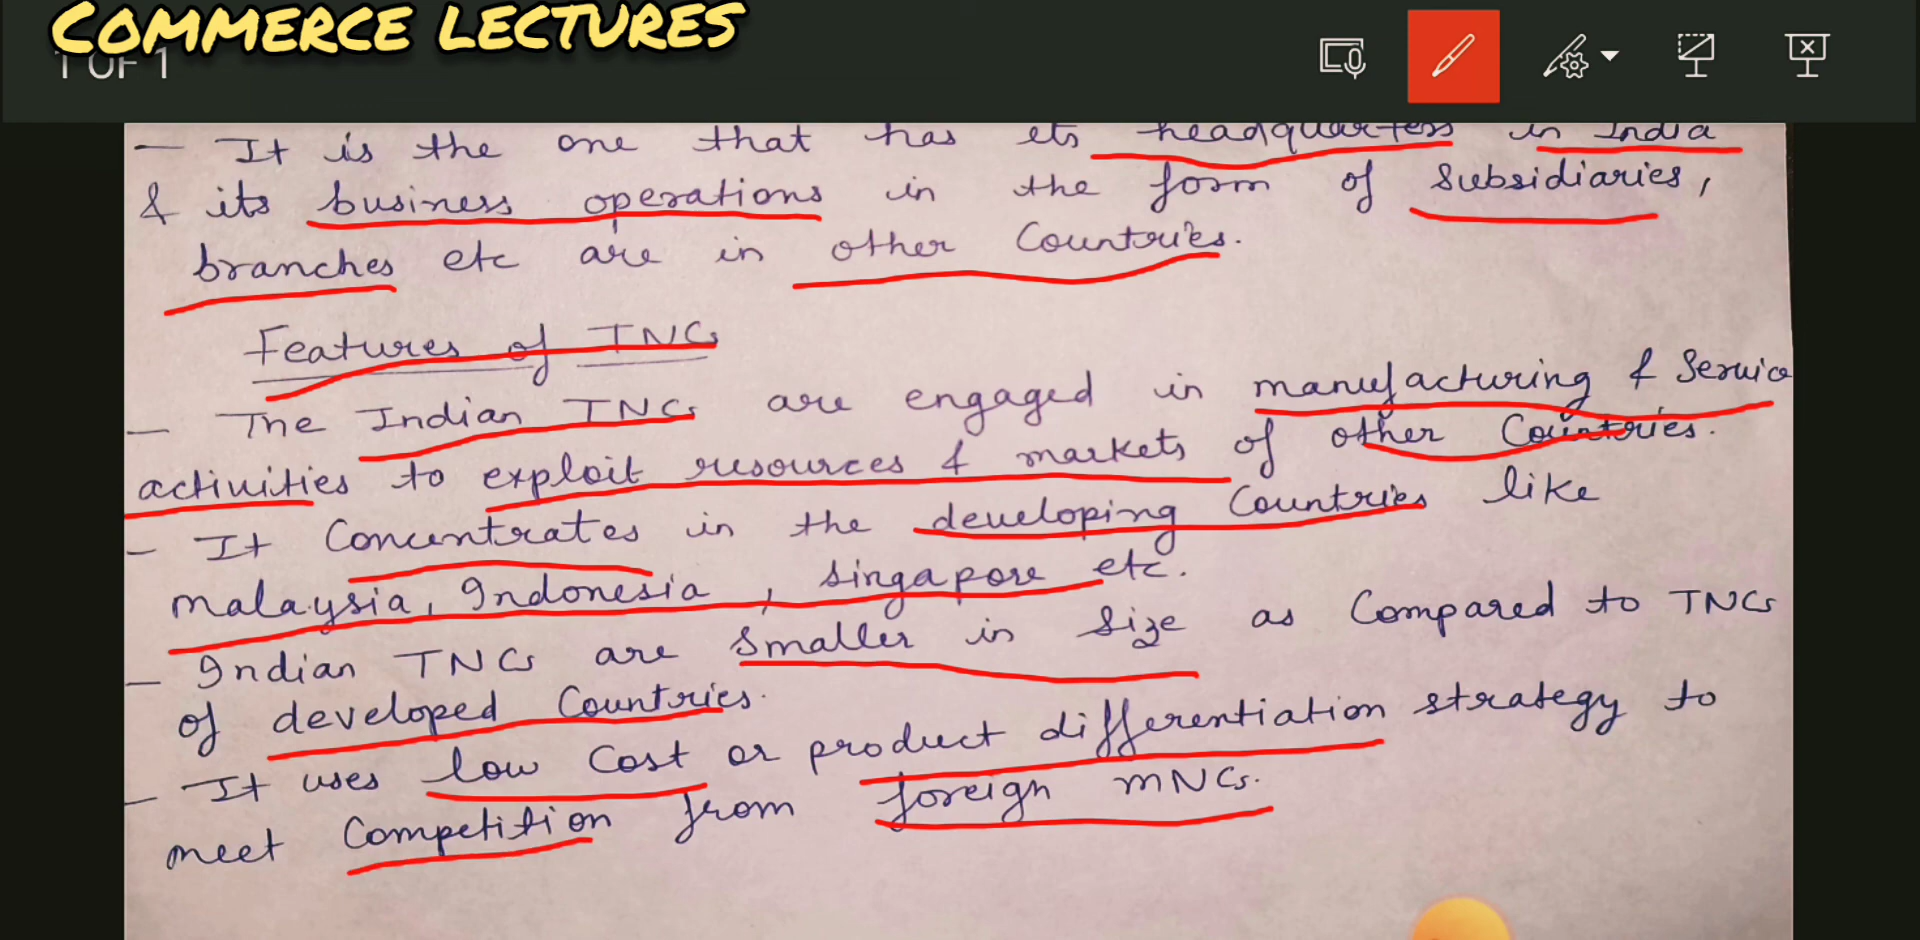 COMMERCE LECTURES
1 OF 1
- It is the one that has its headquarters in India
& its business operations in the form of subsidiaries,
branches etc are in other Countries.
Features of TNCs
- The Indian TNCs are engaged in manufacturing & Service
activities to exploit resources & markets of other Countries.
- It Concentrates in the developing Countries like
malaysia, Indonesia, singapore etc.
- Indian TNCs are smaller in size as Compared to TNCs
of developed Countries.
- It uses low Cost or product differentiation strategy to
meet Competition from foreign MNCs.